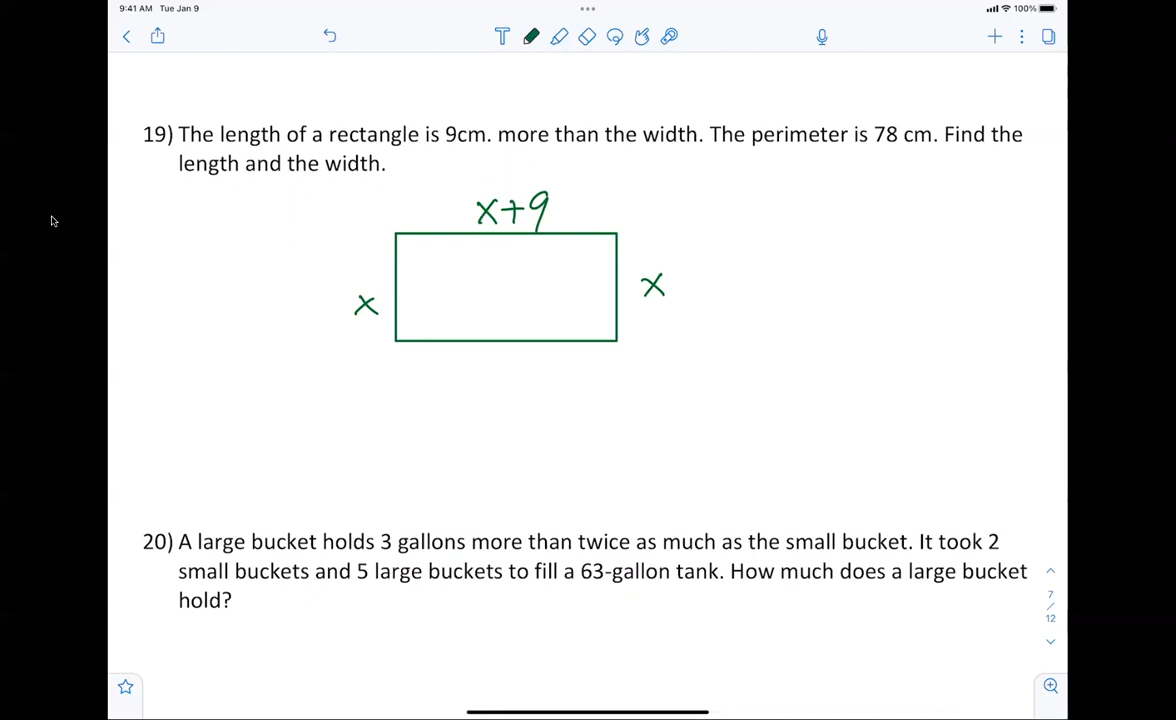 9:41 AM Tue Jan 9
100%
19) The length of a rectangle is 9cm. more than the width. The perimeter is 78 cm. Find the
length and the width.
x+9
x
x
20) A large bucket holds 3 gallons more than twice as much as the small bucket. It took 2
small buckets and 5 large buckets to fill a 63-gallon tank. How much does a large bucket
hold?
7
/
12